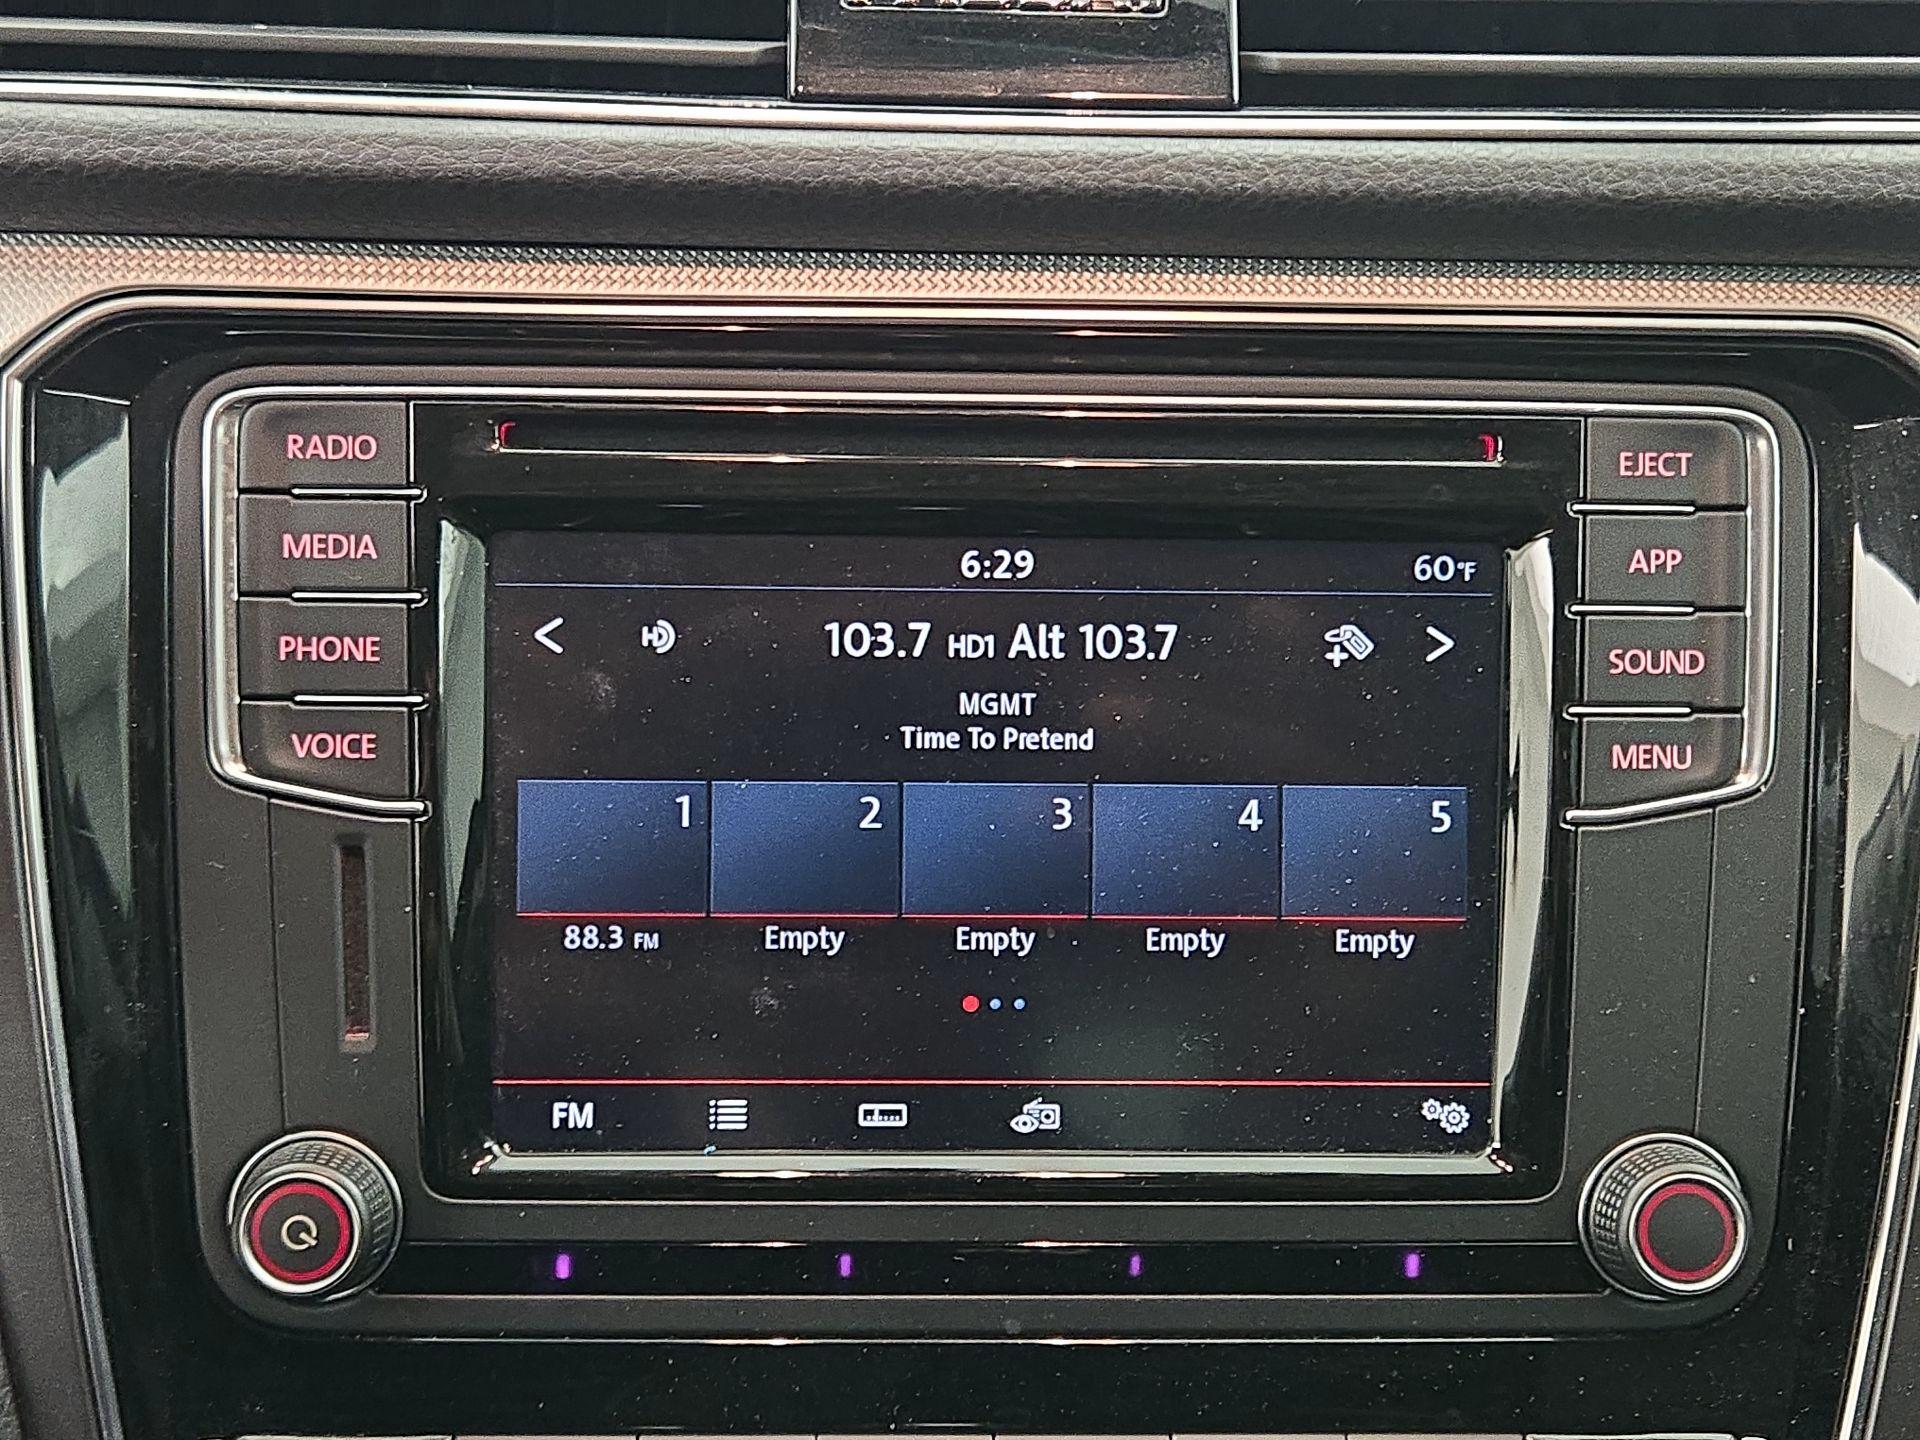 RADIO
MEDIA
PHONE
VOICE
EJECT
APP
SOUND
MENU
6:29
60°F
< HD 103.7 HD1 Alt 103.7 >
MGMT
Time To Pretend
1 2 3 4 5
88.3 FM Empty Empty Empty Empty
FM